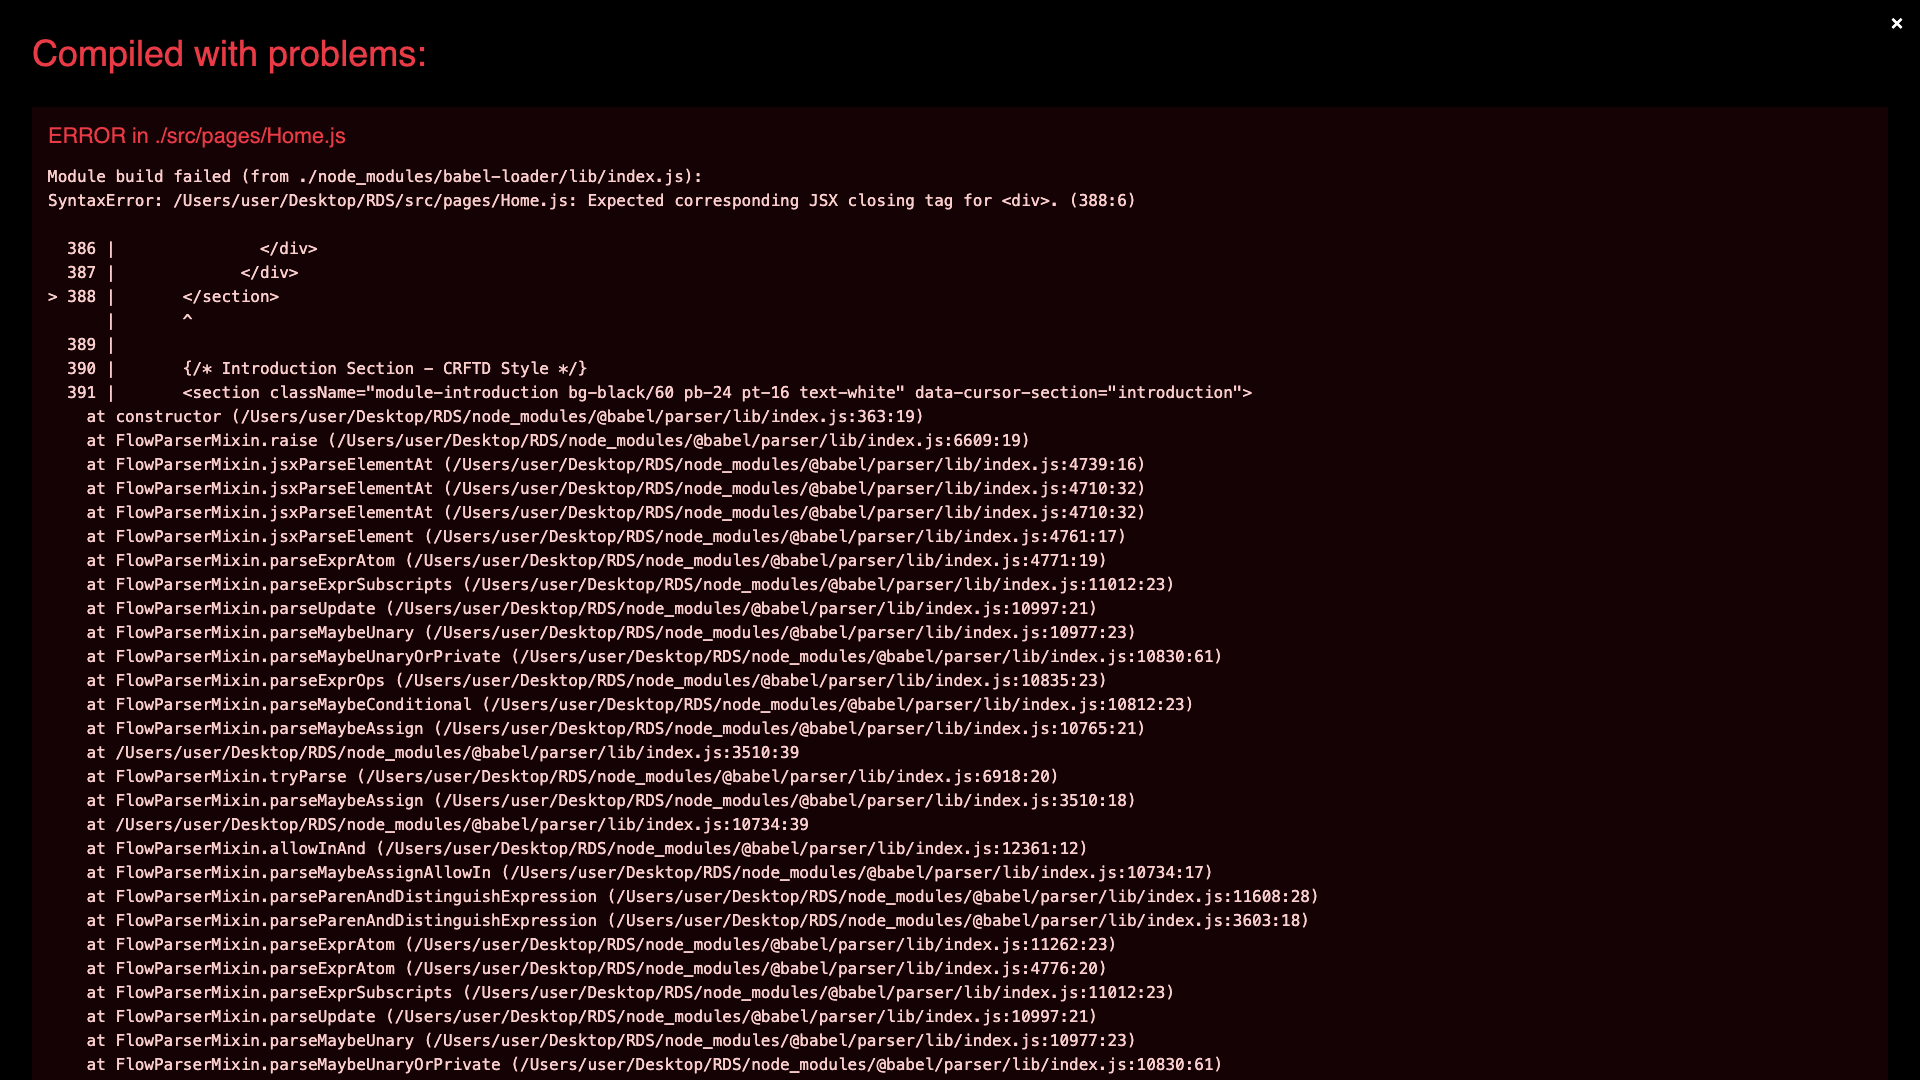 ×
Compiled with problems:
ERROR in ./src/pages/Home.js
Module build failed (from ./node_modules/babel-loader/lib/index.js):
SyntaxError: /Users/user/Desktop/RDS/src/pages/Home.js: Expected corresponding JSX closing tag for <div>. (388:6)
  386 |               </div>
  387 |             </div>
> 388 |       </section>
      |       ^
  389 |
  390 |       {/* Introduction Section - CRFTD Style */}
  391 |       <section className="module-introduction bg-black/60 pb-24 pt-16 text-white" data-cursor-section="introduction">
    at constructor (/Users/user/Desktop/RDS/node_modules/@babel/parser/lib/index.js:363:19)
    at FlowParserMixin.raise (/Users/user/Desktop/RDS/node_modules/@babel/parser/lib/index.js:6609:19)
    at FlowParserMixin.jsxParseElementAt (/Users/user/Desktop/RDS/node_modules/@babel/parser/lib/index.js:4739:16)
    at FlowParserMixin.jsxParseElementAt (/Users/user/Desktop/RDS/node_modules/@babel/parser/lib/index.js:4710:32)
    at FlowParserMixin.jsxParseElementAt (/Users/user/Desktop/RDS/node_modules/@babel/parser/lib/index.js:4710:32)
    at FlowParserMixin.jsxParseElement (/Users/user/Desktop/RDS/node_modules/@babel/parser/lib/index.js:4761:17)
    at FlowParserMixin.parseExprAtom (/Users/user/Desktop/RDS/node_modules/@babel/parser/lib/index.js:4771:19)
    at FlowParserMixin.parseExprSubscripts (/Users/user/Desktop/RDS/node_modules/@babel/parser/lib/index.js:11012:23)
    at FlowParserMixin.parseUpdate (/Users/user/Desktop/RDS/node_modules/@babel/parser/lib/index.js:10997:21)
    at FlowParserMixin.parseMaybeUnary (/Users/user/Desktop/RDS/node_modules/@babel/parser/lib/index.js:10977:23)
    at FlowParserMixin.parseMaybeUnaryOrPrivate (/Users/user/Desktop/RDS/node_modules/@babel/parser/lib/index.js:10830:61)
    at FlowParserMixin.parseExprOps (/Users/user/Desktop/RDS/node_modules/@babel/parser/lib/index.js:10835:23)
    at FlowParserMixin.parseMaybeConditional (/Users/user/Desktop/RDS/node_modules/@babel/parser/lib/index.js:10812:23)
    at FlowParserMixin.parseMaybeAssign (/Users/user/Desktop/RDS/node_modules/@babel/parser/lib/index.js:10765:21)
    at /Users/user/Desktop/RDS/node_modules/@babel/parser/lib/index.js:3510:39
    at FlowParserMixin.tryParse (/Users/user/Desktop/RDS/node_modules/@babel/parser/lib/index.js:6918:20)
    at FlowParserMixin.parseMaybeAssign (/Users/user/Desktop/RDS/node_modules/@babel/parser/lib/index.js:3510:18)
    at /Users/user/Desktop/RDS/node_modules/@babel/parser/lib/index.js:10734:39
    at FlowParserMixin.allowInAnd (/Users/user/Desktop/RDS/node_modules/@babel/parser/lib/index.js:12361:12)
    at FlowParserMixin.parseMaybeAssignAllowIn (/Users/user/Desktop/RDS/node_modules/@babel/parser/lib/index.js:10734:17)
    at FlowParserMixin.parseParenAndDistinguishExpression (/Users/user/Desktop/RDS/node_modules/@babel/parser/lib/index.js:11608:28)
    at FlowParserMixin.parseParenAndDistinguishExpression (/Users/user/Desktop/RDS/node_modules/@babel/parser/lib/index.js:3603:18)
    at FlowParserMixin.parseExprAtom (/Users/user/Desktop/RDS/node_modules/@babel/parser/lib/index.js:11262:23)
    at FlowParserMixin.parseExprAtom (/Users/user/Desktop/RDS/node_modules/@babel/parser/lib/index.js:4776:20)
    at FlowParserMixin.parseExprSubscripts (/Users/user/Desktop/RDS/node_modules/@babel/parser/lib/index.js:11012:23)
    at FlowParserMixin.parseUpdate (/Users/user/Desktop/RDS/node_modules/@babel/parser/lib/index.js:10997:21)
    at FlowParserMixin.parseMaybeUnary (/Users/user/Desktop/RDS/node_modules/@babel/parser/lib/index.js:10977:23)
    at FlowParserMixin.parseMaybeUnaryOrPrivate (/Users/user/Desktop/RDS/node_modules/@babel/parser/lib/index.js:10830:61)